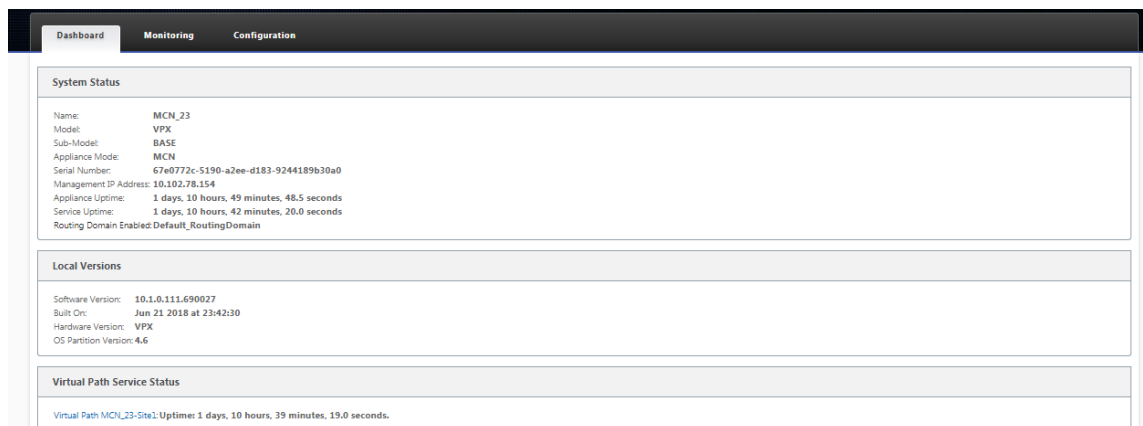 Dashboard Monitoring Configuration
System Status
Name: MCN_23
Model: VPX
Sub-Model: BASE
Appliance Mode: MCN
Serial Number: 67e0772c-5190-a2ee-d183-9244189b30a0
Management IP Address: 10.102.78.154
Appliance Uptime: 1 days, 10 hours, 49 minutes, 48.5 seconds
Service Uptime: 1 days, 10 hours, 42 minutes, 20.0 seconds
Routing Domain Enabled: Default_RoutingDomain
Local Versions
Software Version: 10.1.0.111.690027
Built On: Jun 21 2018 at 23:42:30
Hardware Version: VPX
OS Partition Version: 4.6
Virtual Path Service Status
Virtual Path MCN_23-Site1: Uptime: 1 days, 10 hours, 39 minutes, 19.0 seconds.